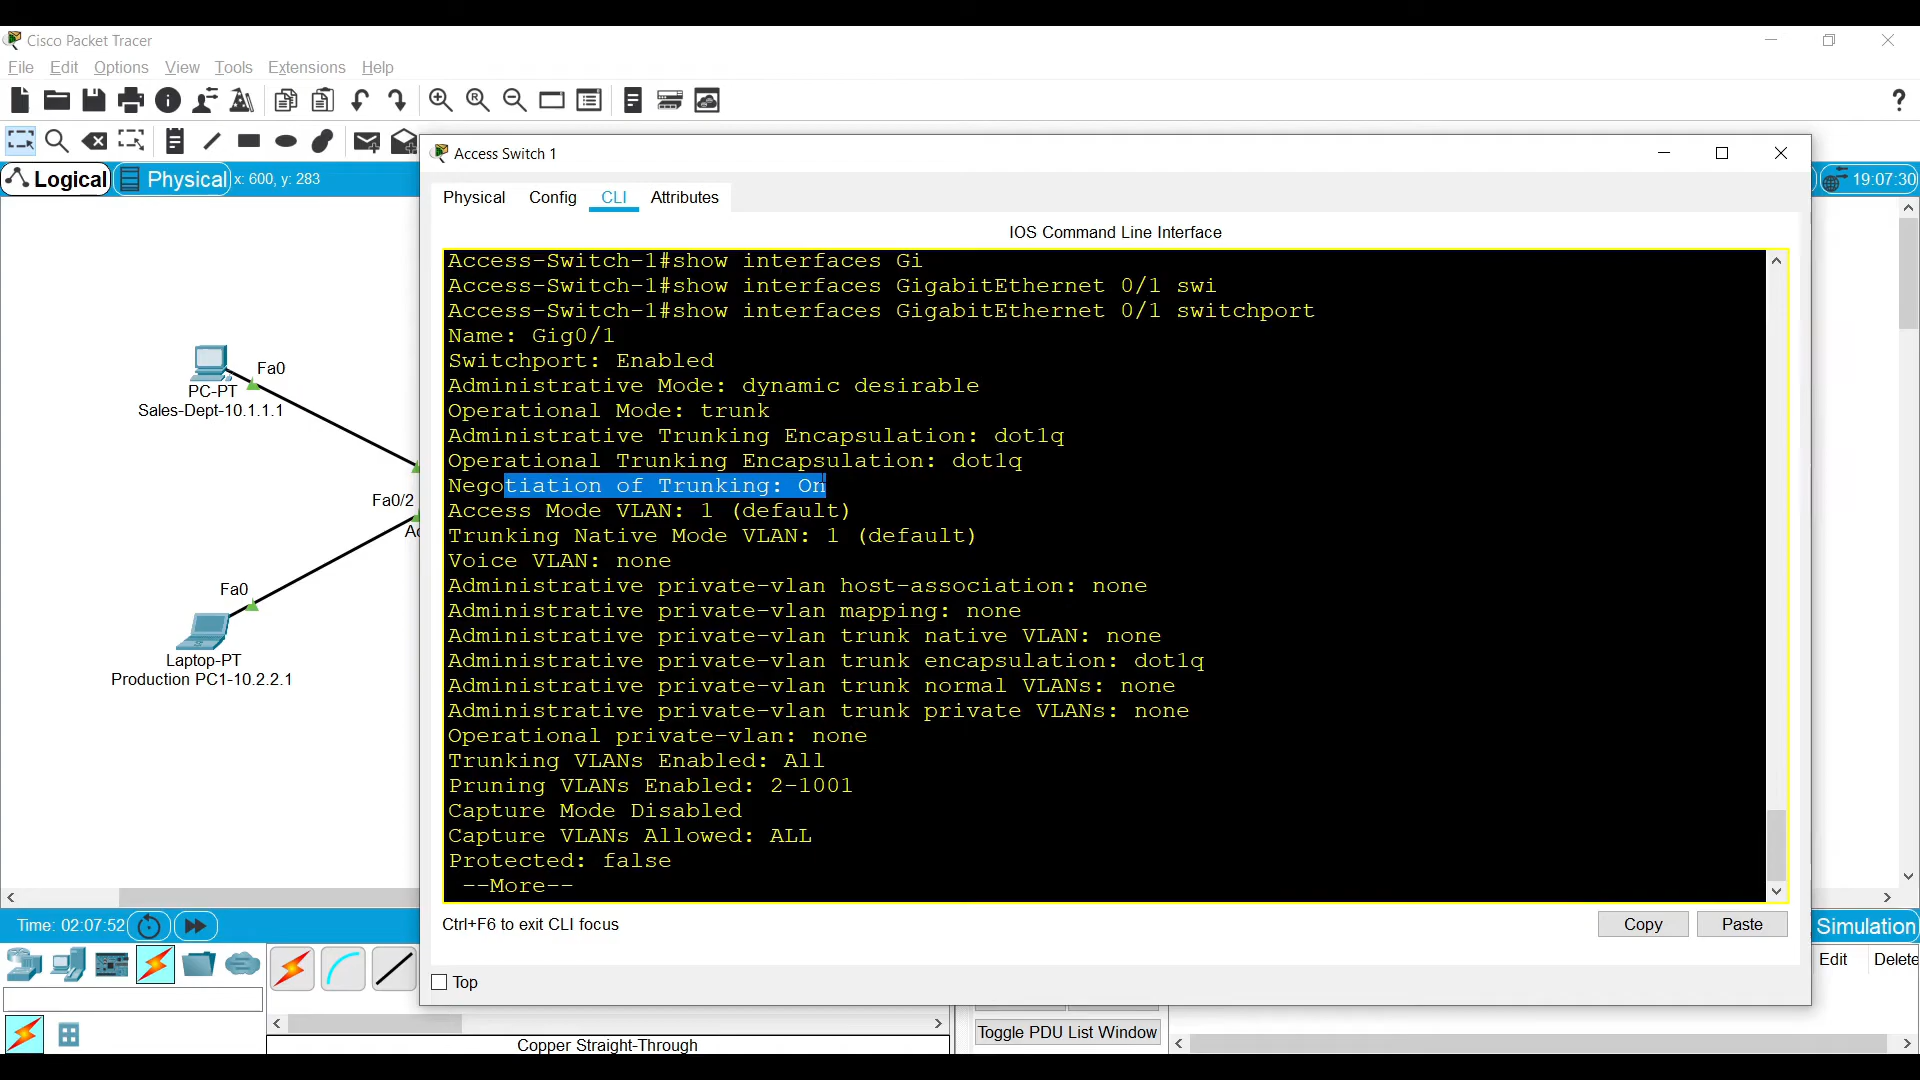 Cisco Packet Tracer
File Edit Options View Tools Extensions Help
Logical Physical x: 600, y: 283
19:07:30
Access Switch 1
Physical Config CLI Attributes
IOS Command Line Interface
Access-Switch-1#show interfaces Gi
Access-Switch-1#show interfaces GigabitEthernet 0/1 swi
Access-Switch-1#show interfaces GigabitEthernet 0/1 switchport
Name: Gig0/1
Switchport: Enabled
Administrative Mode: dynamic desirable
Operational Mode: trunk
Administrative Trunking Encapsulation: dot1q
Operational Trunking Encapsulation: dot1q
Negotiation of Trunking: On
Access Mode VLAN: 1 (default)
Trunking Native Mode VLAN: 1 (default)
Voice VLAN: none
Administrative private-vlan host-association: none
Administrative private-vlan mapping: none
Administrative private-vlan trunk native VLAN: none
Administrative private-vlan trunk encapsulation: dot1q
Administrative private-vlan trunk normal VLANs: none
Administrative private-vlan trunk private VLANs: none
Operational private-vlan: none
Trunking VLANs Enabled: All
Pruning VLANs Enabled: 2-1001
Capture Mode Disabled
Capture VLANs Allowed: ALL
Protected: false
--More--
Ctrl+F6 to exit CLI focus
Copy Paste
Top
Fa0
PC-PT
Sales-Dept-10.1.1.1
Fa0/2
Ac
Fa0
Laptop-PT
Production PC1-10.2.2.1
Time: 02:07:52
Simulation
Edit Delete
Toggle PDU List Window
Copper Straight-Through